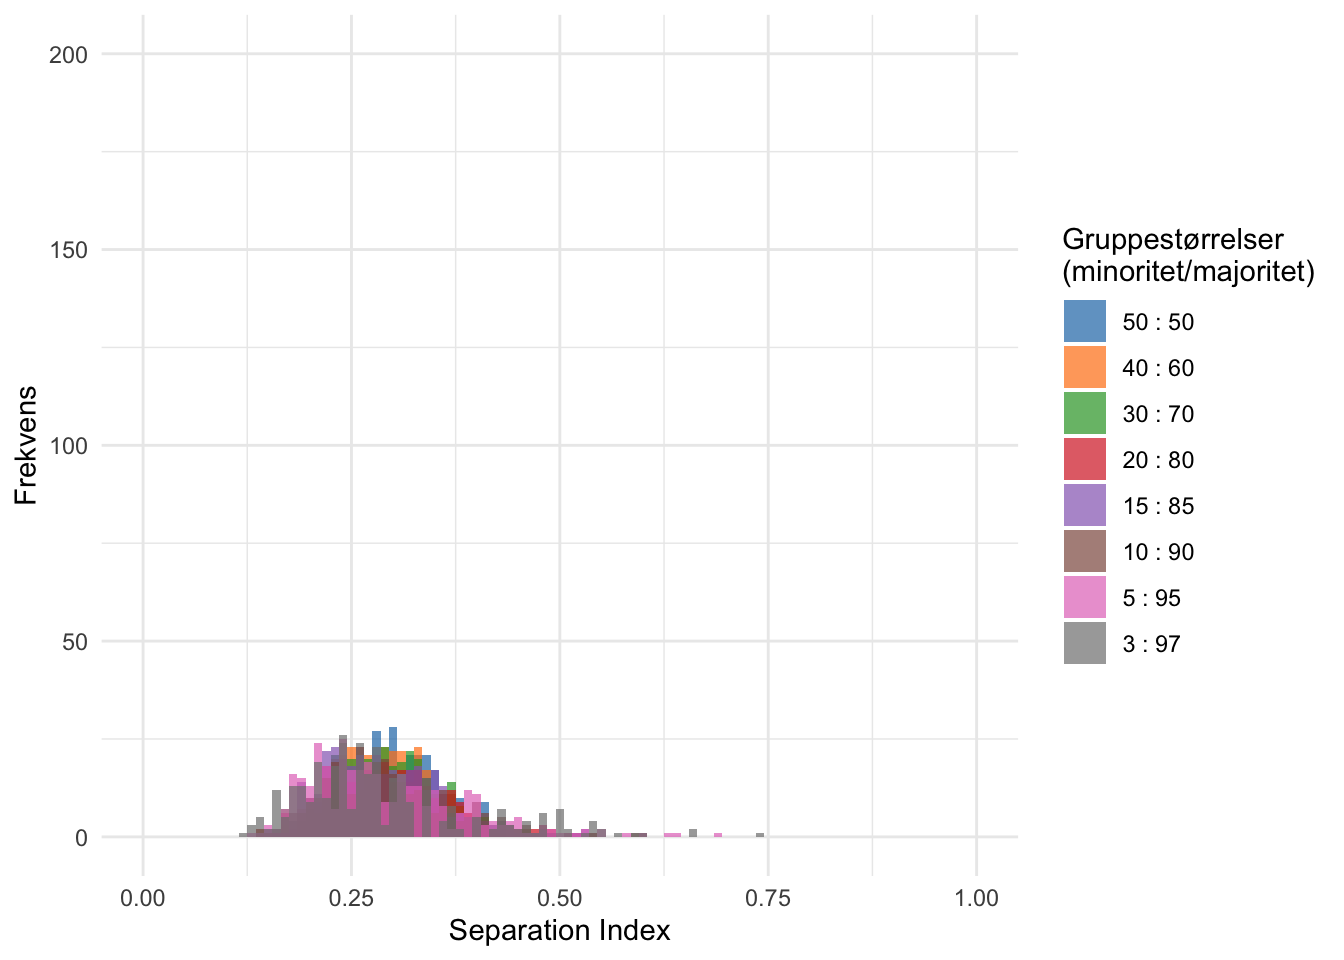 200
150
100
50
0
Frekvens
0.00 0.25 0.50 0.75 1.00
Separation Index
Gruppestørrelser
(minoritet/majoritet)
50 : 50
40 : 60
30 : 70
20 : 80
15 : 85
10 : 90
5 : 95
3 : 97